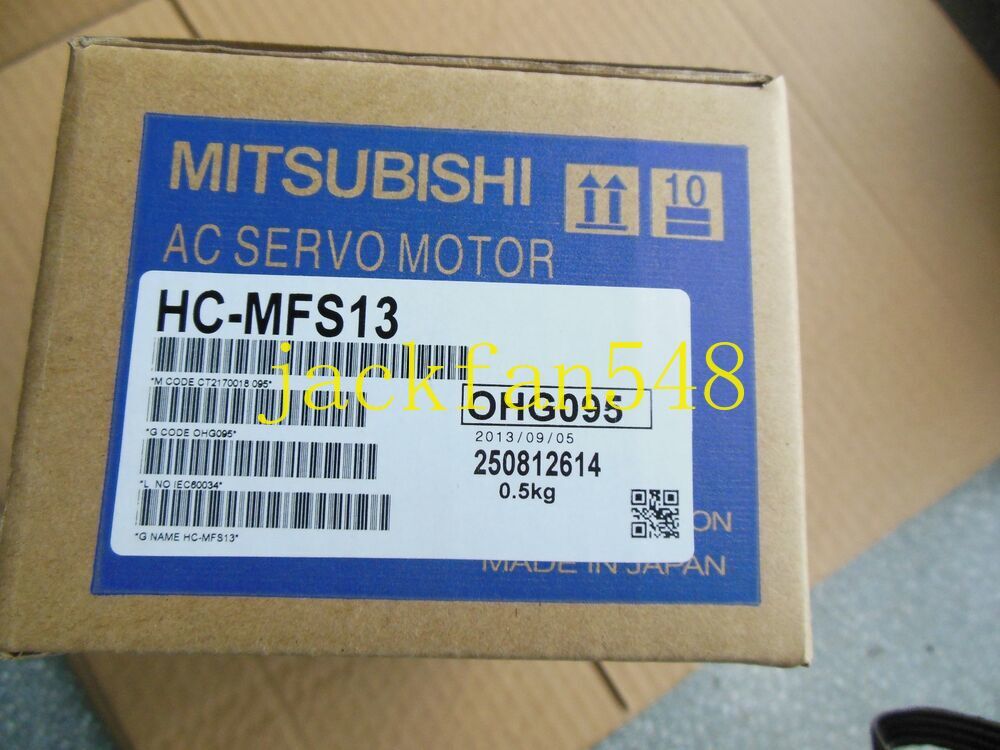 MITSUBISHI
10
AC SERVO MOTOR
HC-MFS13
*M CODE CT2170018 095*
*G CODE OHG095*
*L NO IEC60034*
*G NAME HC-MFS13*
OHG095
2013/09/05
250812614
0.5kg
ON
MADE IN JAPAN
jackfan548